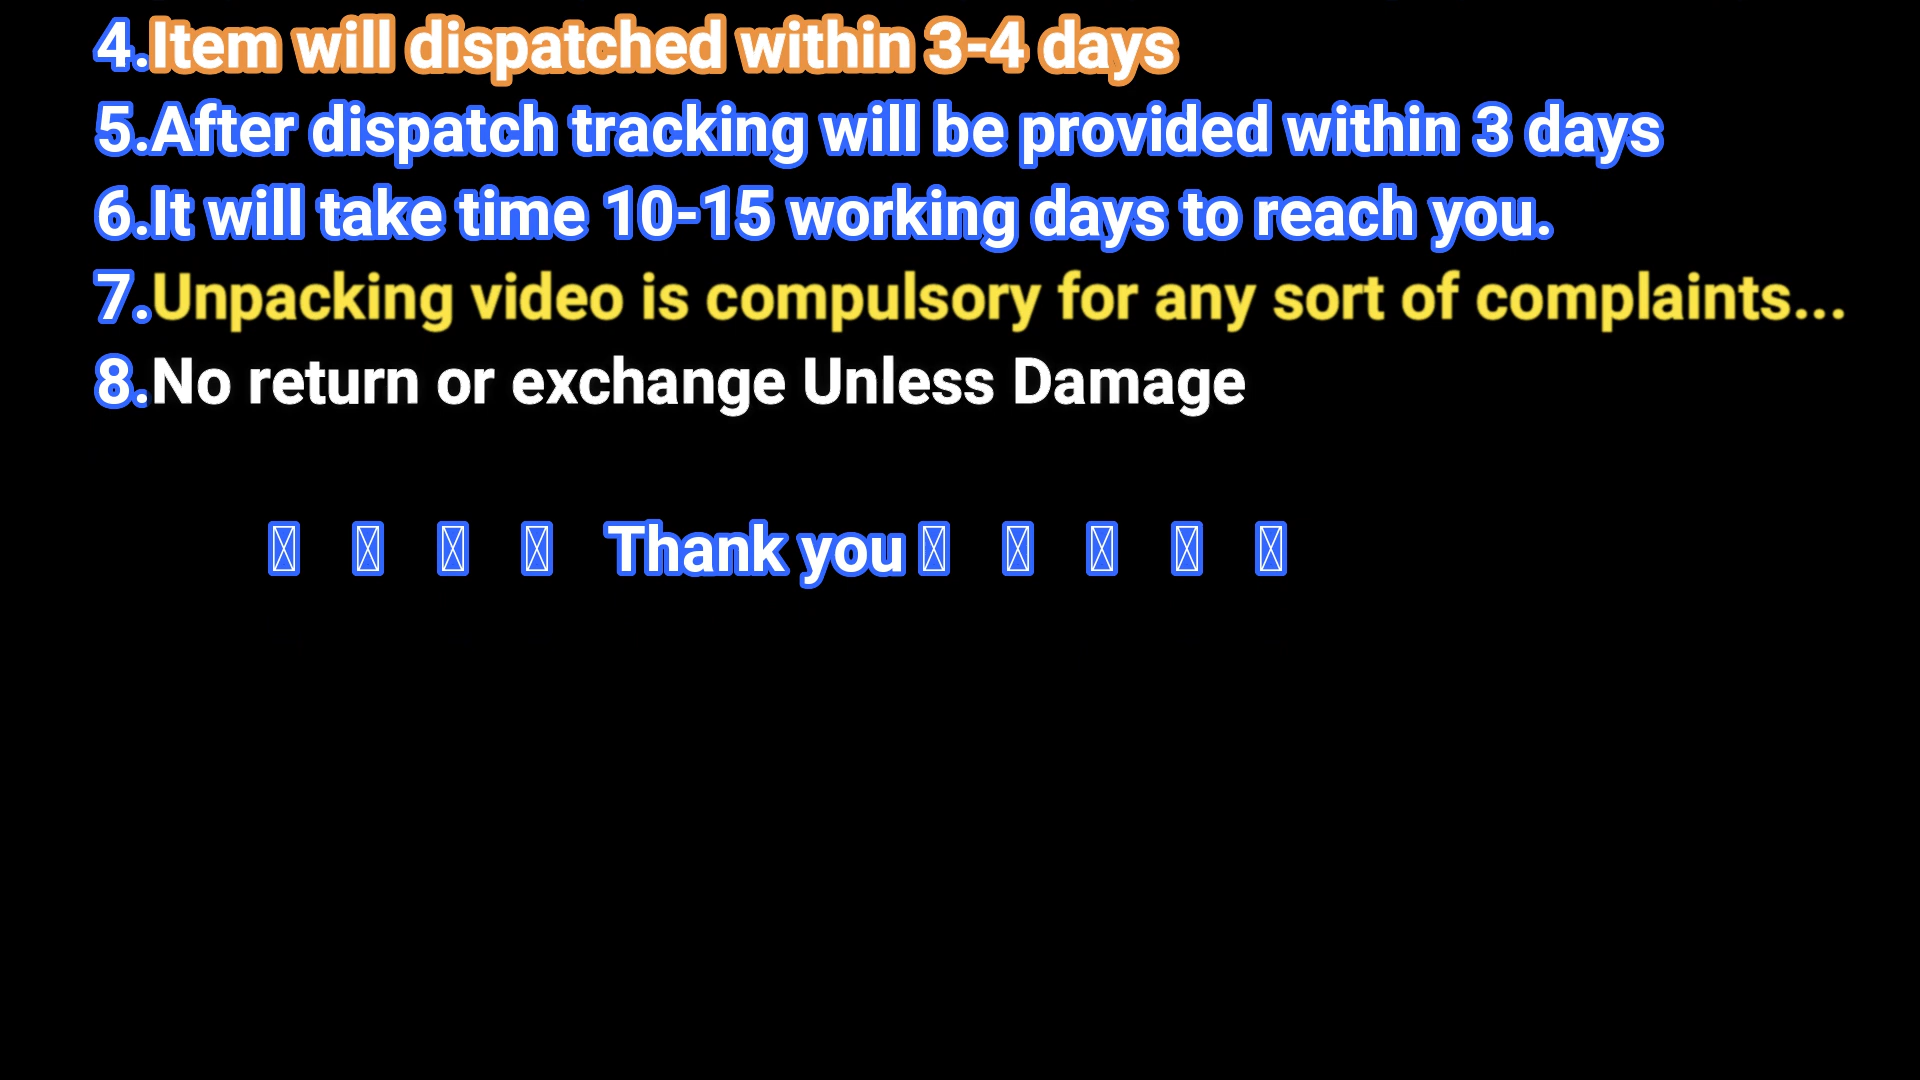 4.Item will dispatched within 3-4 days
5.After dispatch tracking will be provided within 3 days
6.It will take time 10-15 working days to reach you.
7.Unpacking video is compulsory for any sort of complaints...
8.No return or exchange Unless Damage
Thank you